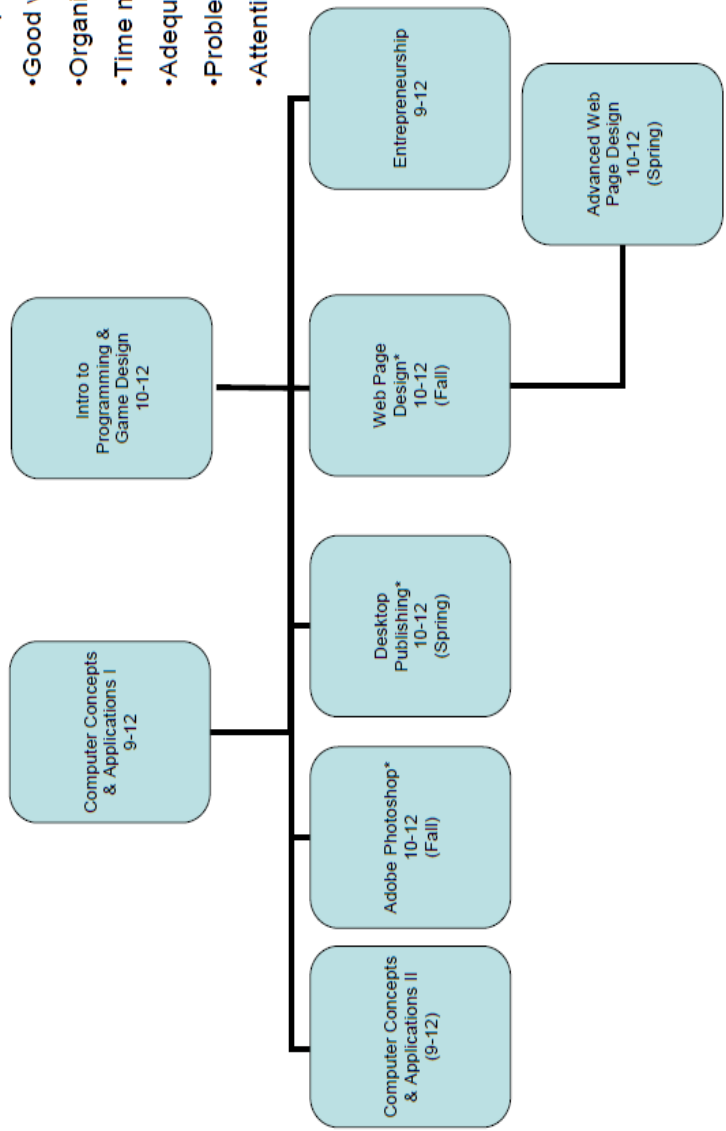 •Good
•Organi
•Time
•Adequ
•Proble
•Attenti
Intro to
Programming &
Game Design
10-12
Computer Concepts
& Applications I
9-12
Computer Concepts
& Applications II
(9-12)
Adobe Photoshop*
10-12
(Fall)
Desktop
Publishing*
10-12
(Spring)
Web Page
Design*
10-12
(Fall)
Entrepreneurship
9-12
Advanced Web
Page Design
10-12
(Spring)